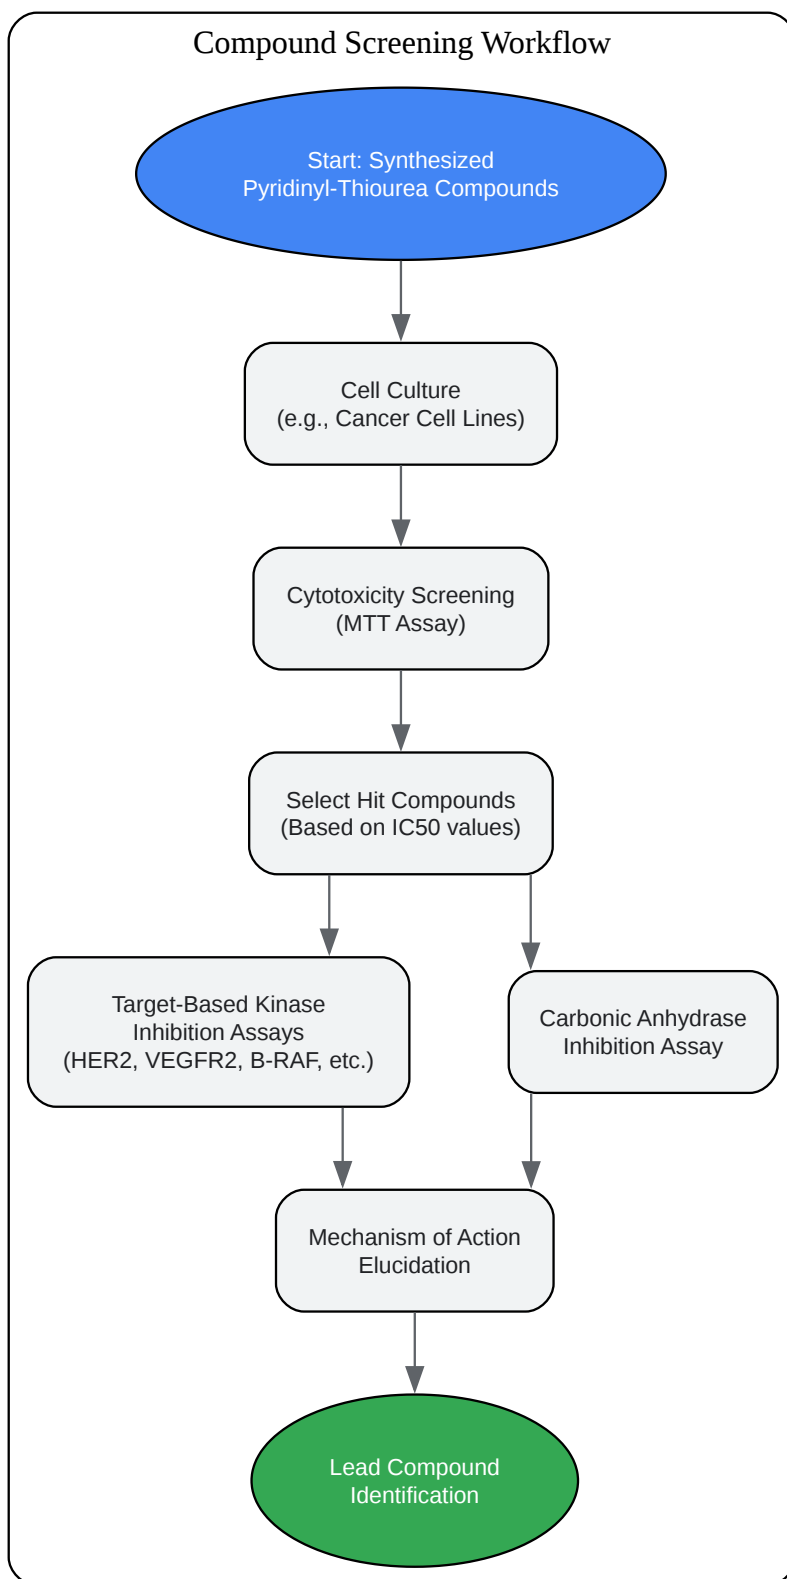 Compound Screening Workflow
Start: Synthesized
Pyridinyl-Thiourea Compounds
Cell Culture
(e.g., Cancer Cell Lines)
Cytotoxicity Screening
(MTT Assay)
Select Hit Compounds
(Based on IC50 values)
Target-Based Kinase
Inhibition Assays
(HER2, VEGFR2, B-RAF, etc.)
Carbonic Anhydrase
Inhibition Assay
Mechanism of Action
Elucidation
Lead Compound
Identification